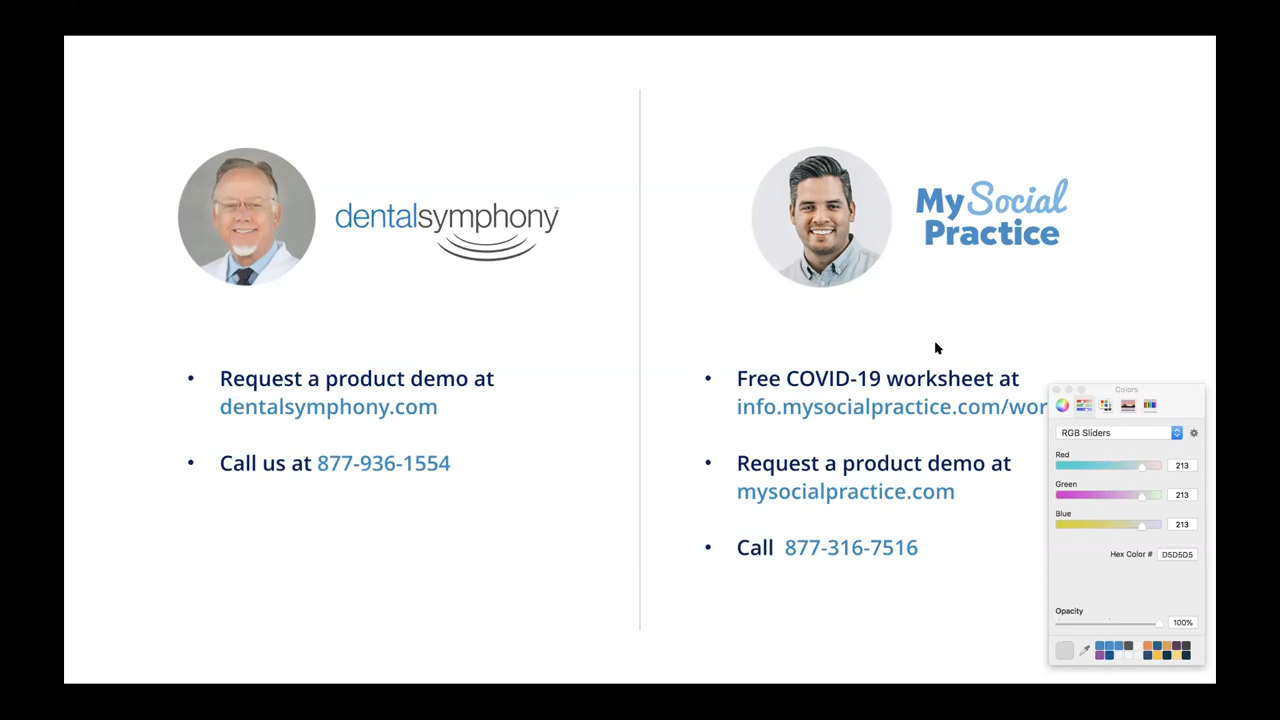 dentalsymphony™
My Social
Practice
• Request a product demo at
dentalsymphony.com
• Call us at 877-936-1554
• Free COVID-19 worksheet at
info.mysocialpractice.com/wor
• Request a product demo at
mysocialpractice.com
• Call 877-316-7516
Colors
RGB Sliders
Red
213
Green
213
Blue
213
Hex Color # D5D5D5
Opacity
100%